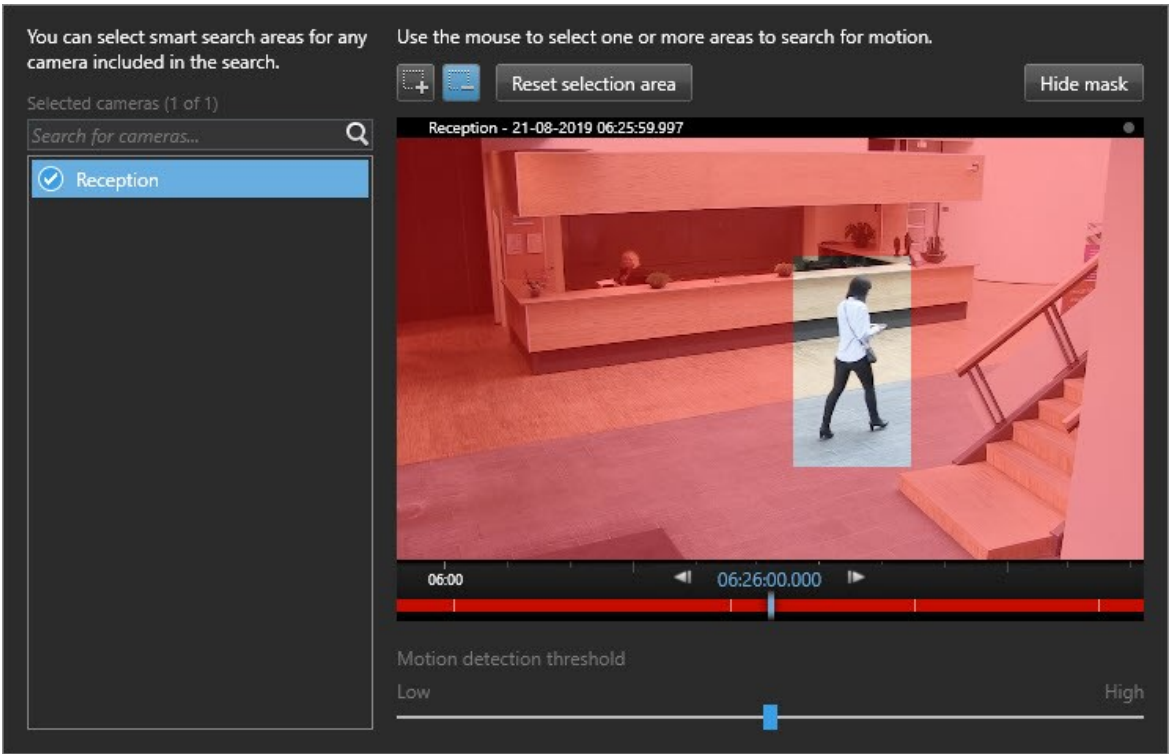 You can select smart search areas for any
camera included in the search.
Selected cameras (1 of 1)
Search for cameras...
Reception
Use the mouse to select one or more areas to search for motion.
Reset selection area
Hide mask
Reception - 21-08-2019 06:25:59.997
06:00
06:26:00.000
Motion detection threshold
Low
High